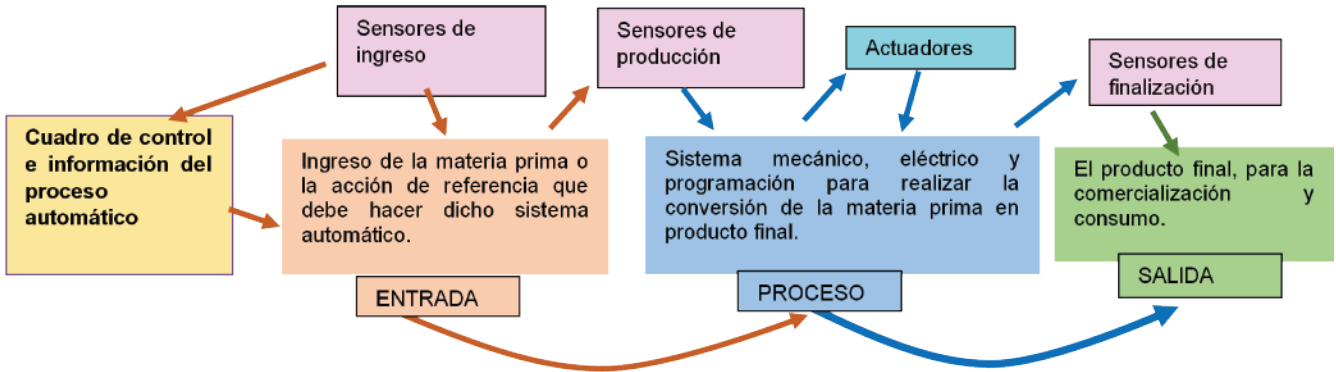 Sensores de
ingreso
Sensores de
producción
Actuadores
Sensores de
finalización
Cuadro de control
e información del
proceso
automático
Ingreso de la materia prima o
la acción de referencia que
debe hacer dicho sistema
automático.
Sistema mecánico, eléctrico y
programación para realizar la
conversión de la materia prima en
producto final.
El producto final, para la
comercialización y
consumo.
ENTRADA
PROCESO
SALIDA